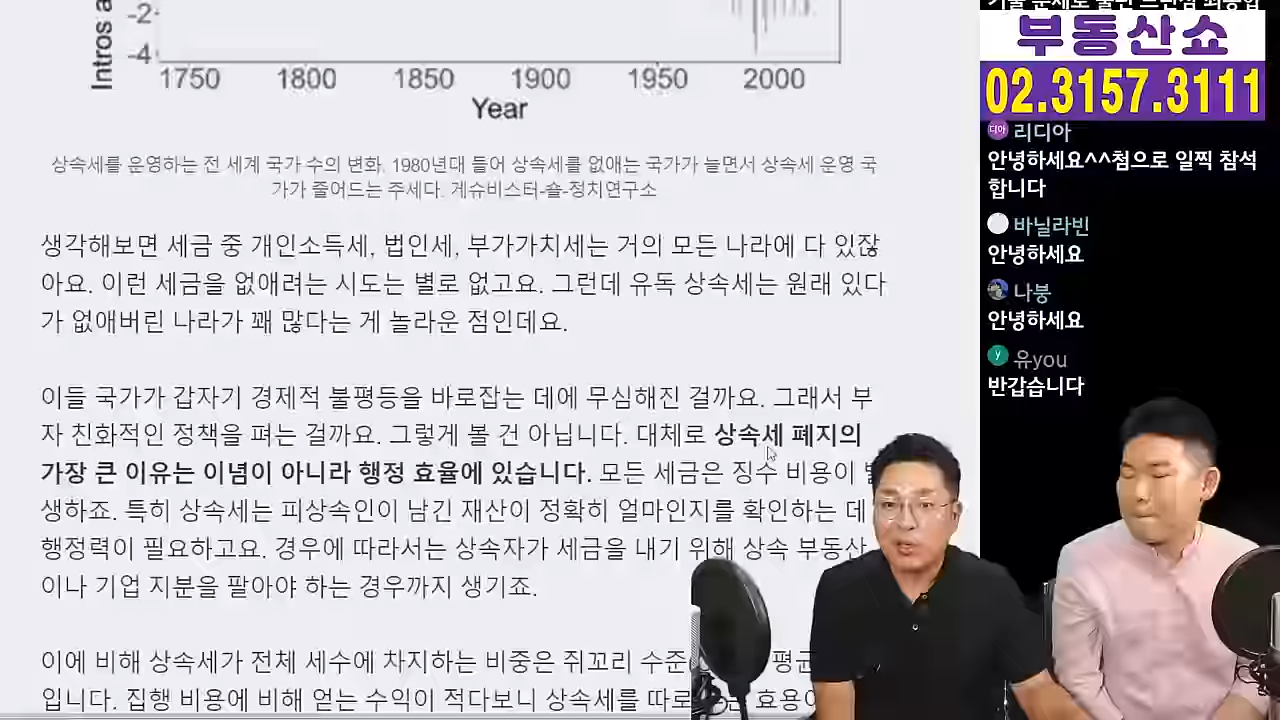 -2
-4
Intros a
1750 1800 1850 1900 1950 2000
Year
상속세를 운영하는 전 세계 국가 수의 변화. 1980년대 들어 상속세를 없애는 국가가 늘면서 상속세 운영 국
가가 줄어드는 추세다. 게슈비스터-숄-정치연구소
생각해보면 세금 중 개인소득세, 법인세, 부가가치세는 거의 모든 나라에 다 있잖
아요. 이런 세금을 없애려는 시도는 별로 없고요. 그런데 유독 상속세는 원래 있다
가 없애버린 나라가 꽤 많다는 게 놀라운 점인데요.
이들 국가가 갑자기 경제적 불평등을 바로잡는 데에 무심해진 걸까요. 그래서 부
자 친화적인 정책을 펴는 걸까요. 그렇게 볼 건 아닙니다. 대체로 상속세 폐지의
가장 큰 이유는 이념이 아니라 행정 효율에 있습니다. 모든 세금은 징수 비용이
생하죠. 특히 상속세는 피상속인이 남긴 재산이 정확히 얼마인지를 확인하는 데
행정력이 필요하고요. 경우에 따라서는 상속자가 세금을 내기 위해 상속 부동산
이나 기업 지분을 팔아야 하는 경우까지 생기죠.
이에 비해 상속세가 전체 세수에 차지하는 비중은 쥐꼬리 수준 평균
입니다. 집행 비용에 비해 얻는 수익이 적다보니 상속세를 따로 효용이
부동산쇼
02.3157.3111
디아 리디아
안녕하세요^^첨으로 일찍 참석
합니다
바닐라빈
안녕하세요
나붕
안녕하세요
y 유you
반갑습니다